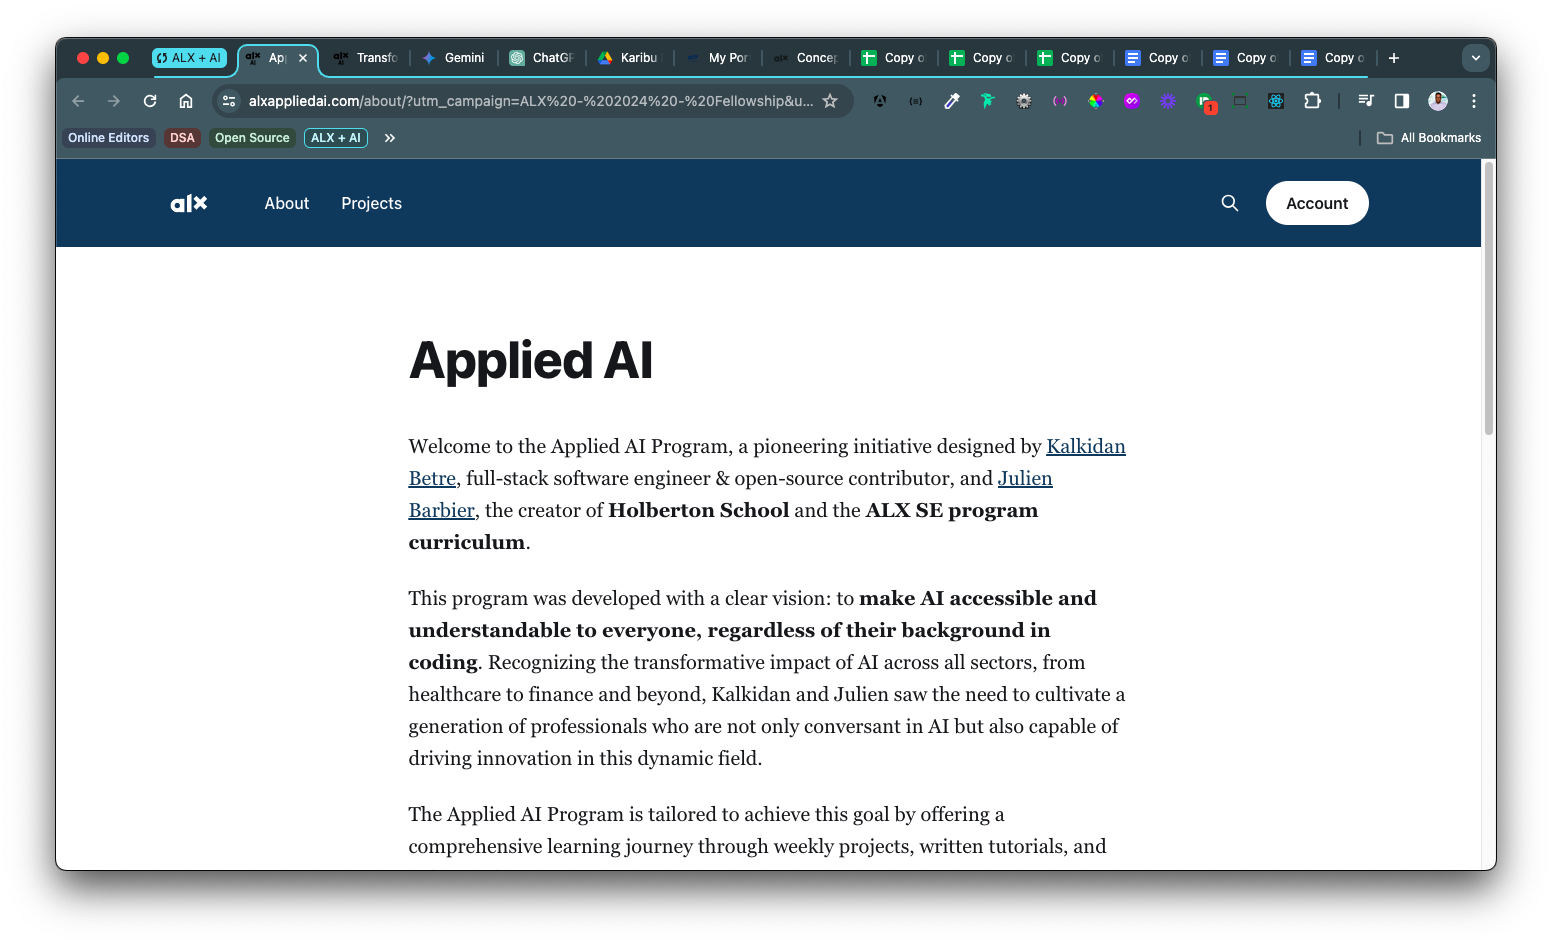 ALX + AI
Ap
Transfo
Gemini
ChatGP
Karibu
My Por
Concep
Copy o
Copy o
Copy o
Copy o
Copy o
Copy o
alxappliedai.com/about/?utm_campaign=ALX%20-%202024%20-%20Fellowship&u...
1
Online Editors
DSA
Open Source
ALX + AI
All Bookmarks
alx
About
Projects
Account
Applied AI
Welcome to the Applied AI Program, a pioneering initiative designed by Kalkidan
Betre, full-stack software engineer & open-source contributor, and Julien
Barbier, the creator of Holberton School and the ALX SE program
curriculum.
This program was developed with a clear vision: to make AI accessible and
understandable to everyone, regardless of their background in
coding. Recognizing the transformative impact of AI across all sectors, from
healthcare to finance and beyond, Kalkidan and Julien saw the need to cultivate a
generation of professionals who are not only conversant in AI but also capable of
driving innovation in this dynamic field.
The Applied AI Program is tailored to achieve this goal by offering a
comprehensive learning journey through weekly projects, written tutorials, and